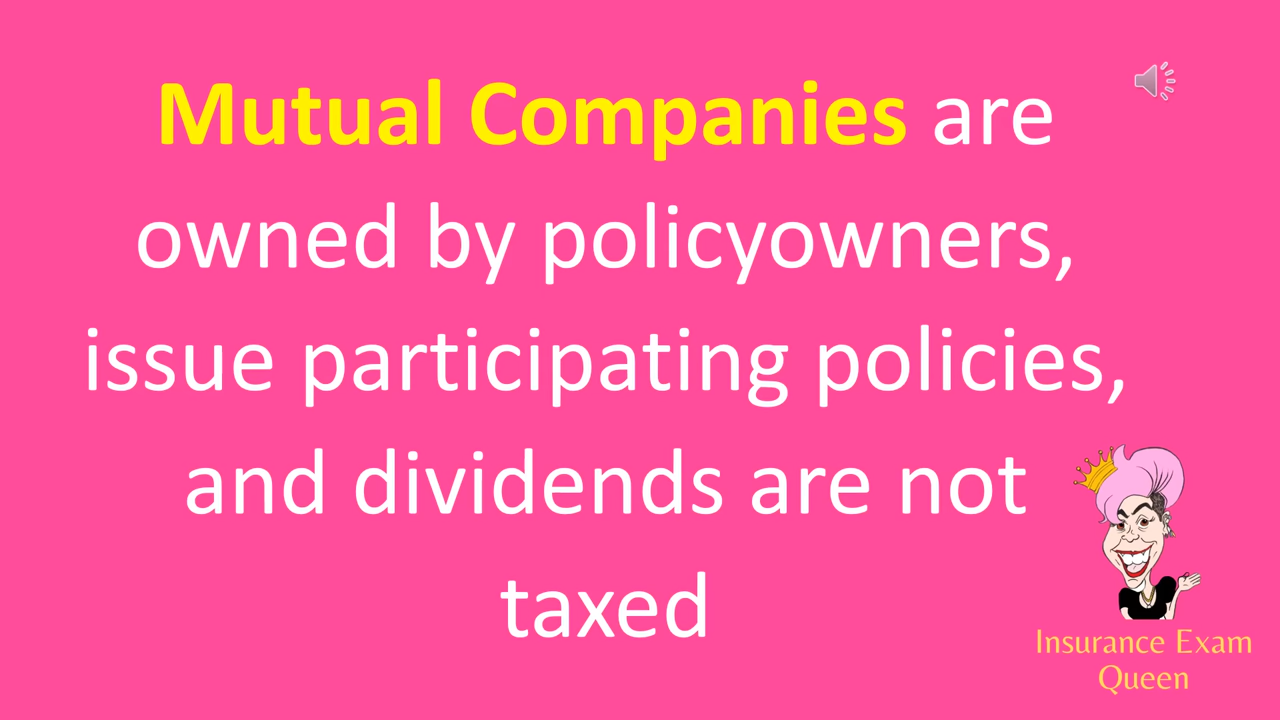 Mutual Companies are
owned by policyowners,
issue participating policies,
and dividends are not
taxed
Insurance Exam
Queen